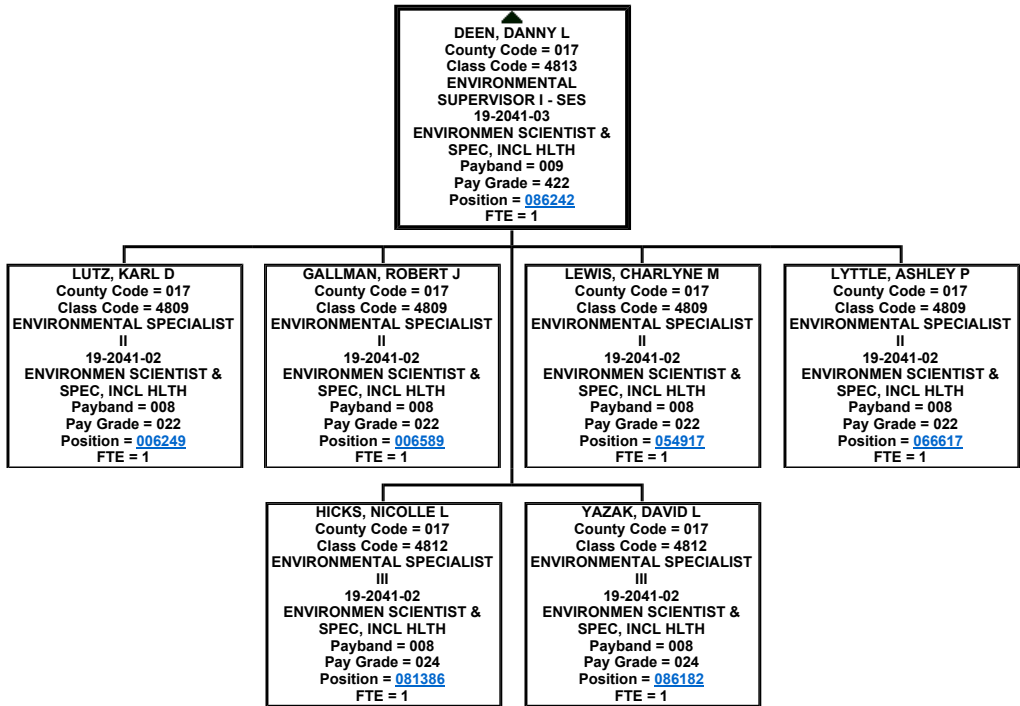 DEEN, DANNY L
County Code = 017
Class Code = 4813
ENVIRONMENTAL
SUPERVISOR I - SES
19-2041-03
ENVIRONMEN SCIENTIST &
SPEC, INCL HLTH
Payband = 009
Pay Grade = 422
Position = 086242
FTE = 1
LUTZ, KARL D
County Code = 017
Class Code = 4809
ENVIRONMENTAL SPECIALIST
II
19-2041-02
ENVIRONMEN SCIENTIST &
SPEC, INCL HLTH
Payband = 008
Pay Grade = 022
Position = 006249
FTE = 1
GALLMAN, ROBERT J
County Code = 017
Class Code = 4809
ENVIRONMENTAL SPECIALIST
II
19-2041-02
ENVIRONMEN SCIENTIST &
SPEC, INCL HLTH
Payband = 008
Pay Grade = 022
Position = 006589
FTE = 1
LEWIS, CHARLYNE M
County Code = 017
Class Code = 4809
ENVIRONMENTAL SPECIALIST
II
19-2041-02
ENVIRONMEN SCIENTIST &
SPEC, INCL HLTH
Payband = 008
Pay Grade = 022
Position = 054917
FTE = 1
LYTTLE, ASHLEY P
County Code = 017
Class Code = 4809
ENVIRONMENTAL SPECIALIST
II
19-2041-02
ENVIRONMEN SCIENTIST &
SPEC, INCL HLTH
Payband = 008
Pay Grade = 022
Position = 066617
FTE = 1
HICKS, NICOLLE L
County Code = 017
Class Code = 4812
ENVIRONMENTAL SPECIALIST
III
19-2041-02
ENVIRONMEN SCIENTIST &
SPEC, INCL HLTH
Payband = 008
Pay Grade = 024
Position = 081386
FTE = 1
YAZAK, DAVID L
County Code = 017
Class Code = 4812
ENVIRONMENTAL SPECIALIST
III
19-2041-02
ENVIRONMEN SCIENTIST &
SPEC, INCL HLTH
Payband = 008
Pay Grade = 024
Position = 086182
FTE = 1